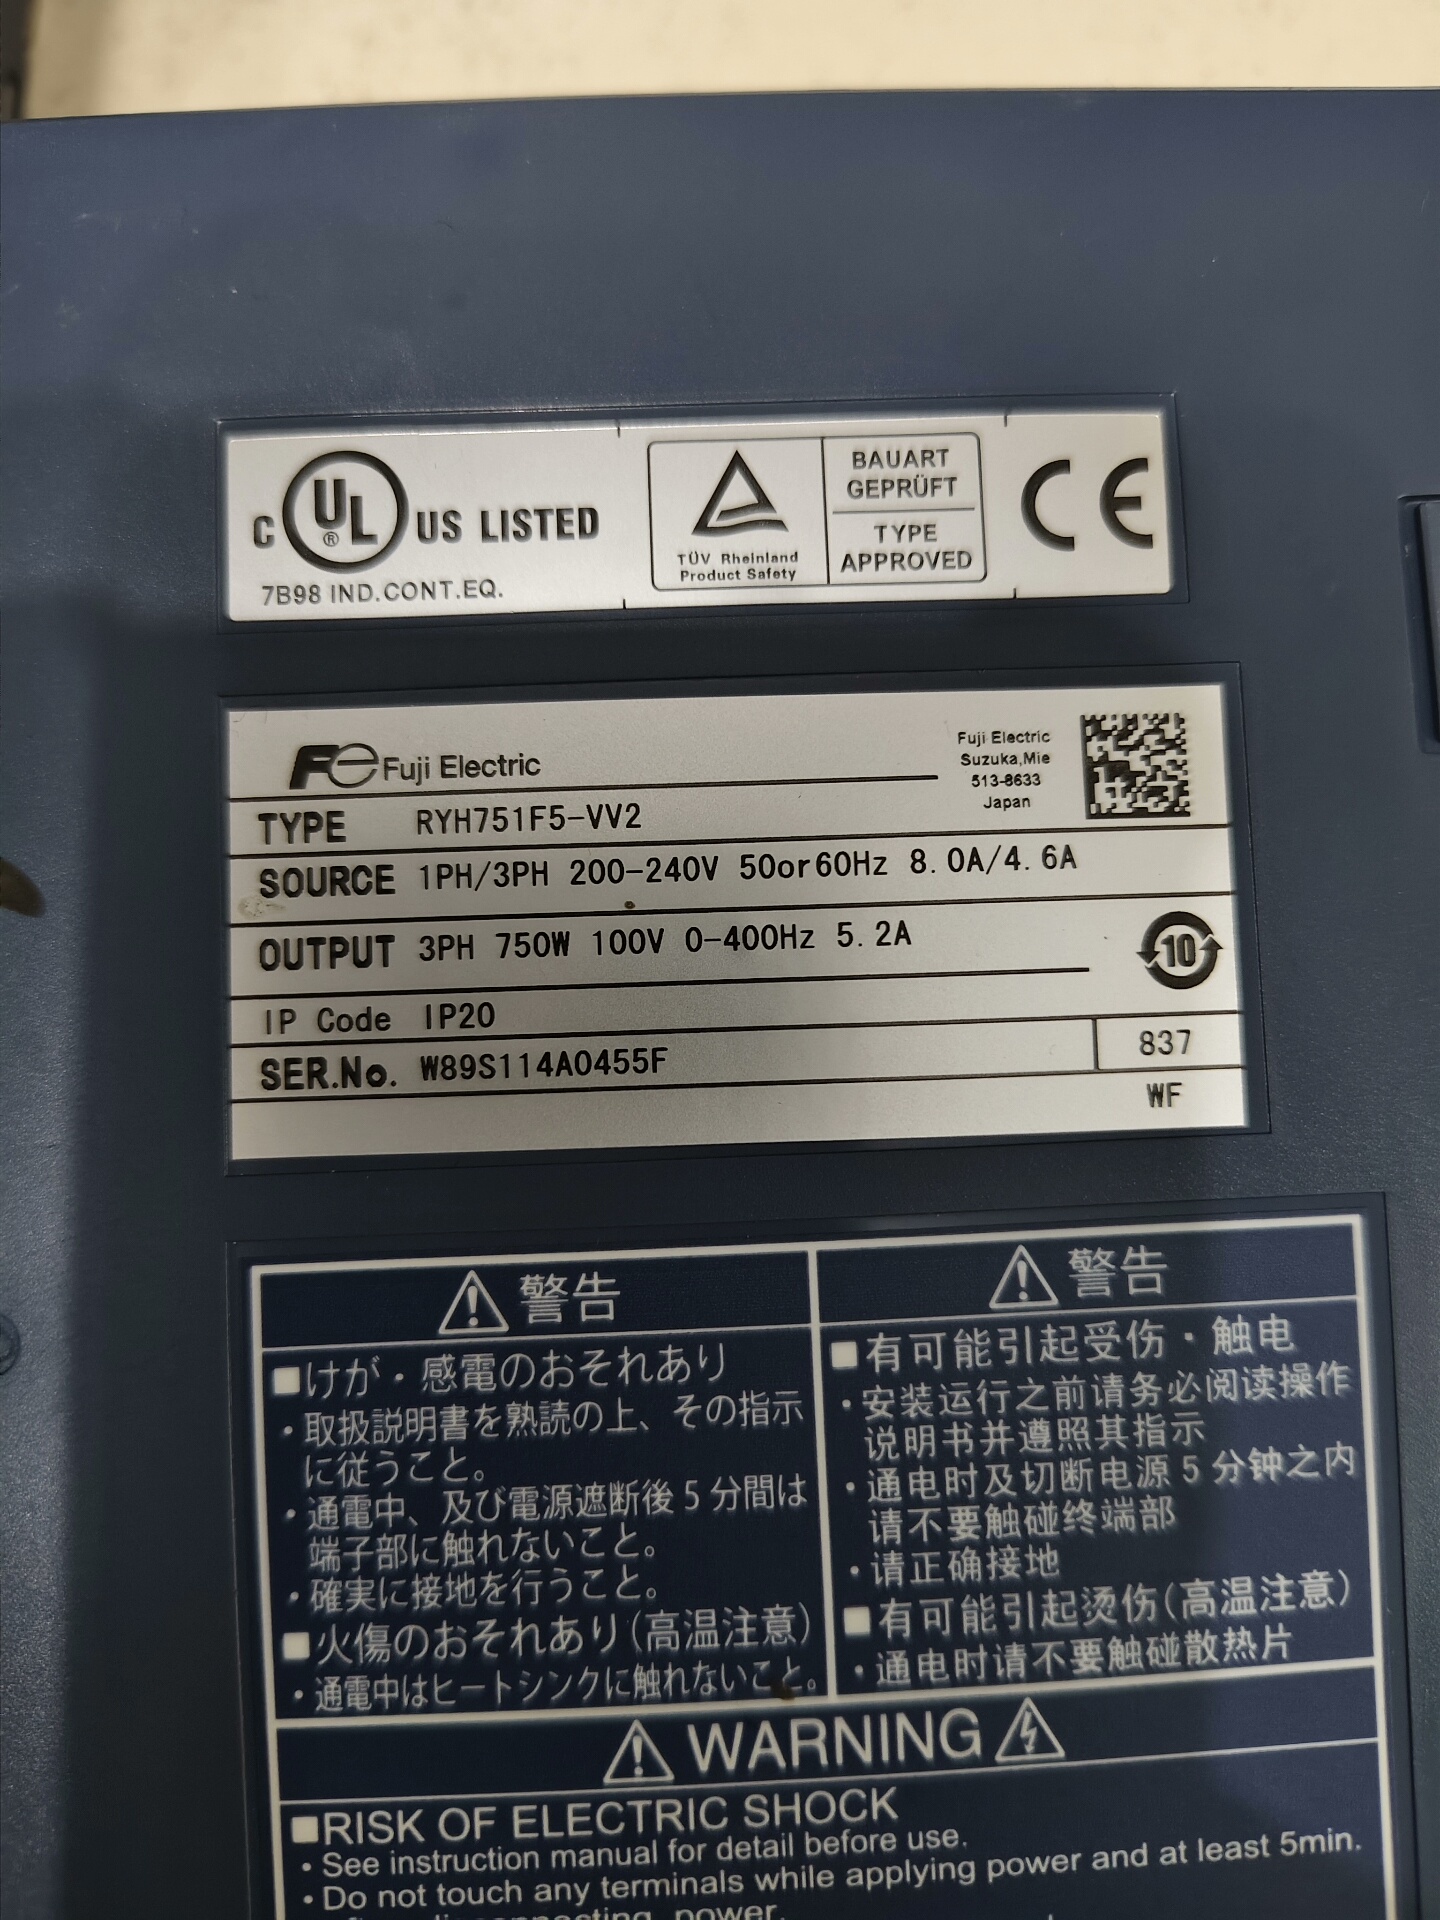 C UL® US LISTED
7B98 IND.CONT.EQ.
TÜV Rheinland
Product Safety
BAUART
GEPRÜFT
TYPE
APPROVED
CE
Fe Fuji Electric
Fuji Electric
Suzuka,Mie
513-8633
Japan
TYPE RYH751F5-VV2
SOURCE 1PH/3PH 200-240V 50or60Hz 8.0A/4.6A
OUTPUT 3PH 750W 100V 0-400Hz 5.2A
10
IP Code IP20
SER.No. W89S114A0455F
837
WF
警告
■けが・感電のおそれあり
・取扱説明書を熟読の上、その指示
に従うこと。
・通電中、及び電源遮断後5分間は
端子部に触れないこと。
・確実に接地を行うこと。
■火傷のおそれあり(高温注意)
・通電中はヒートシンクに触れないこと。
警告
■有可能引起受伤・触电
・安装运行之前请务必阅读操作
说明书并遵照其指示
・通电时及切断电源5分钟之内
请不要触碰终端部
・请正确接地
■有可能引起烫伤(高温注意)
・通电时请不要触碰散热片
WARNING
■RISK OF ELECTRIC SHOCK
• See instruction manual for detail before use.
• Do not touch any terminals while applying power and at least 5min.
after disconnecting power.